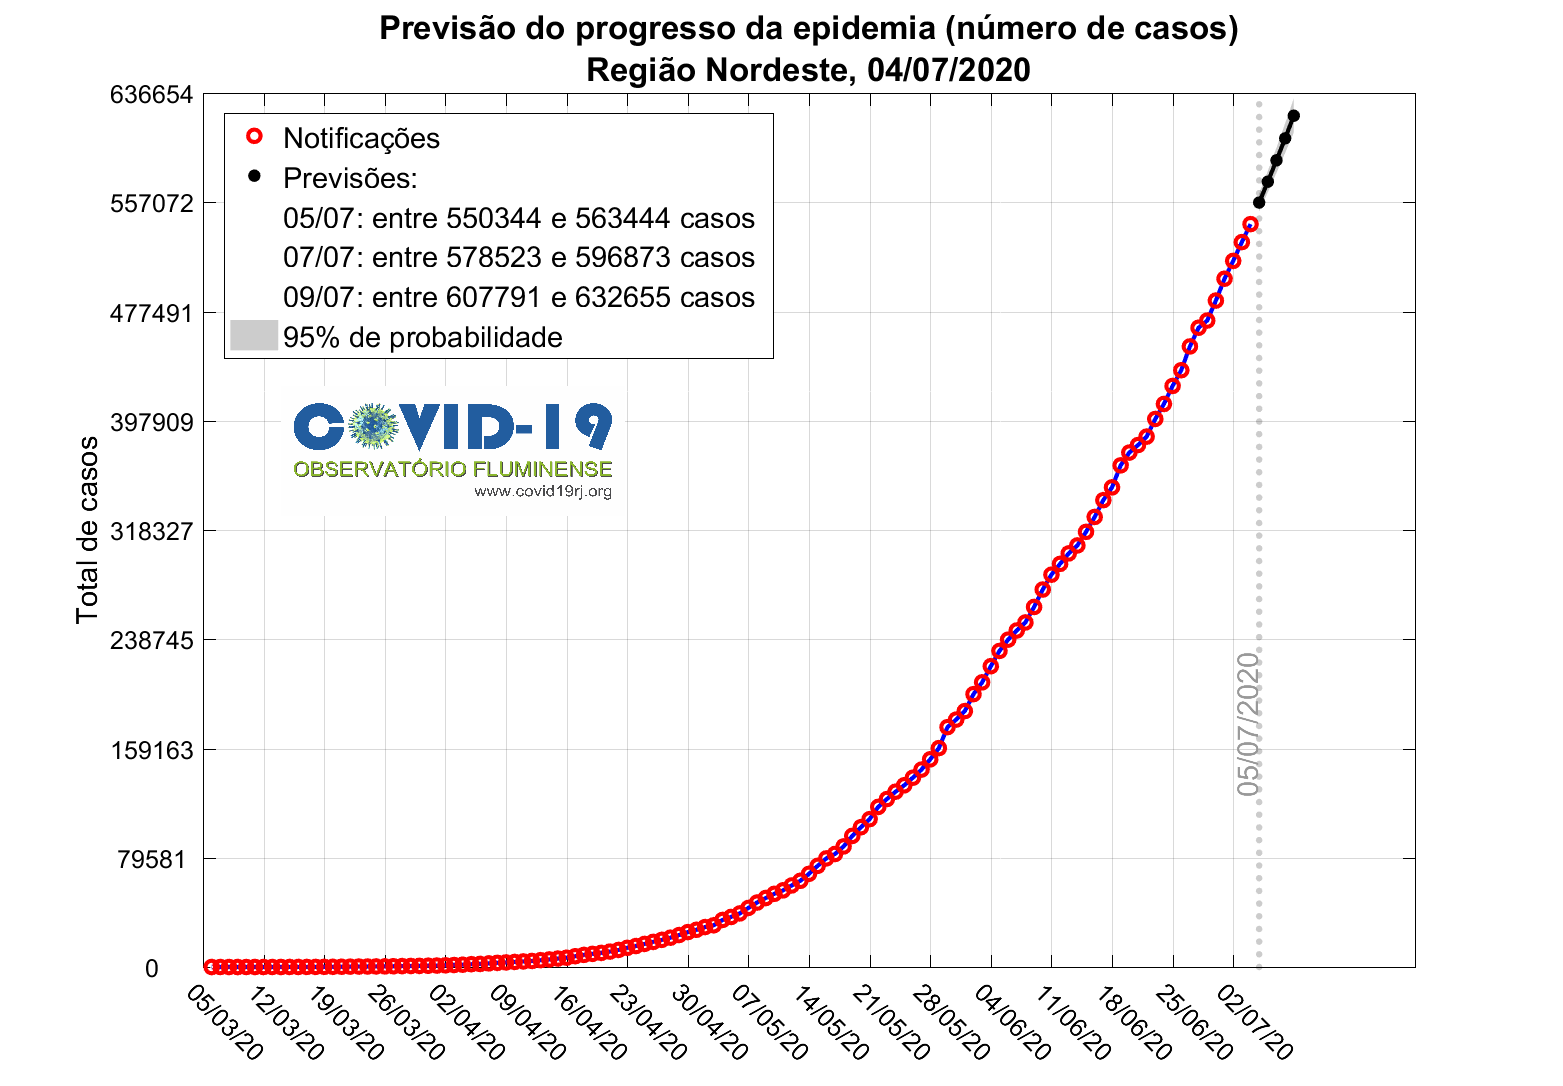 Previsão do progresso da epidemia (número de casos)
Região Nordeste, 04/07/2020
636654
557072
477491
397909
318327
238745
159163
79581
0
Total de casos
Notificações
Previsões:
05/07: entre 550344 e 563444 casos
07/07: entre 578523 e 596873 casos
09/07: entre 607791 e 632655 casos
95% de probabilidade
COVID-19
OBSERVATÓRIO FLUMINENSE
www.covid19rj.org
05/07/2020
05/03/20
12/03/20
19/03/20
26/03/20
02/04/20
09/04/20
16/04/20
23/04/20
30/04/20
07/05/20
14/05/20
21/05/20
28/05/20
04/06/20
11/06/20
18/06/20
25/06/20
02/07/20